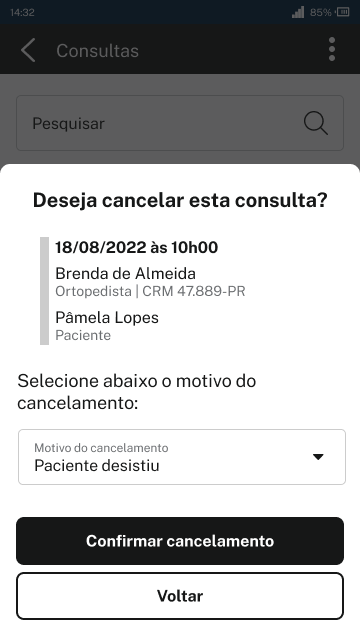 14:32
85%
Consultas
Pesquisar
Deseja cancelar esta consulta?
18/08/2022 às 10h00
Brenda de Almeida
Ortopedista | CRM 47.889-PR
Pâmela Lopes
Paciente
Selecione abaixo o motivo do
cancelamento:
Motivo do cancelamento
Paciente desistiu
Confirmar cancelamento
Voltar